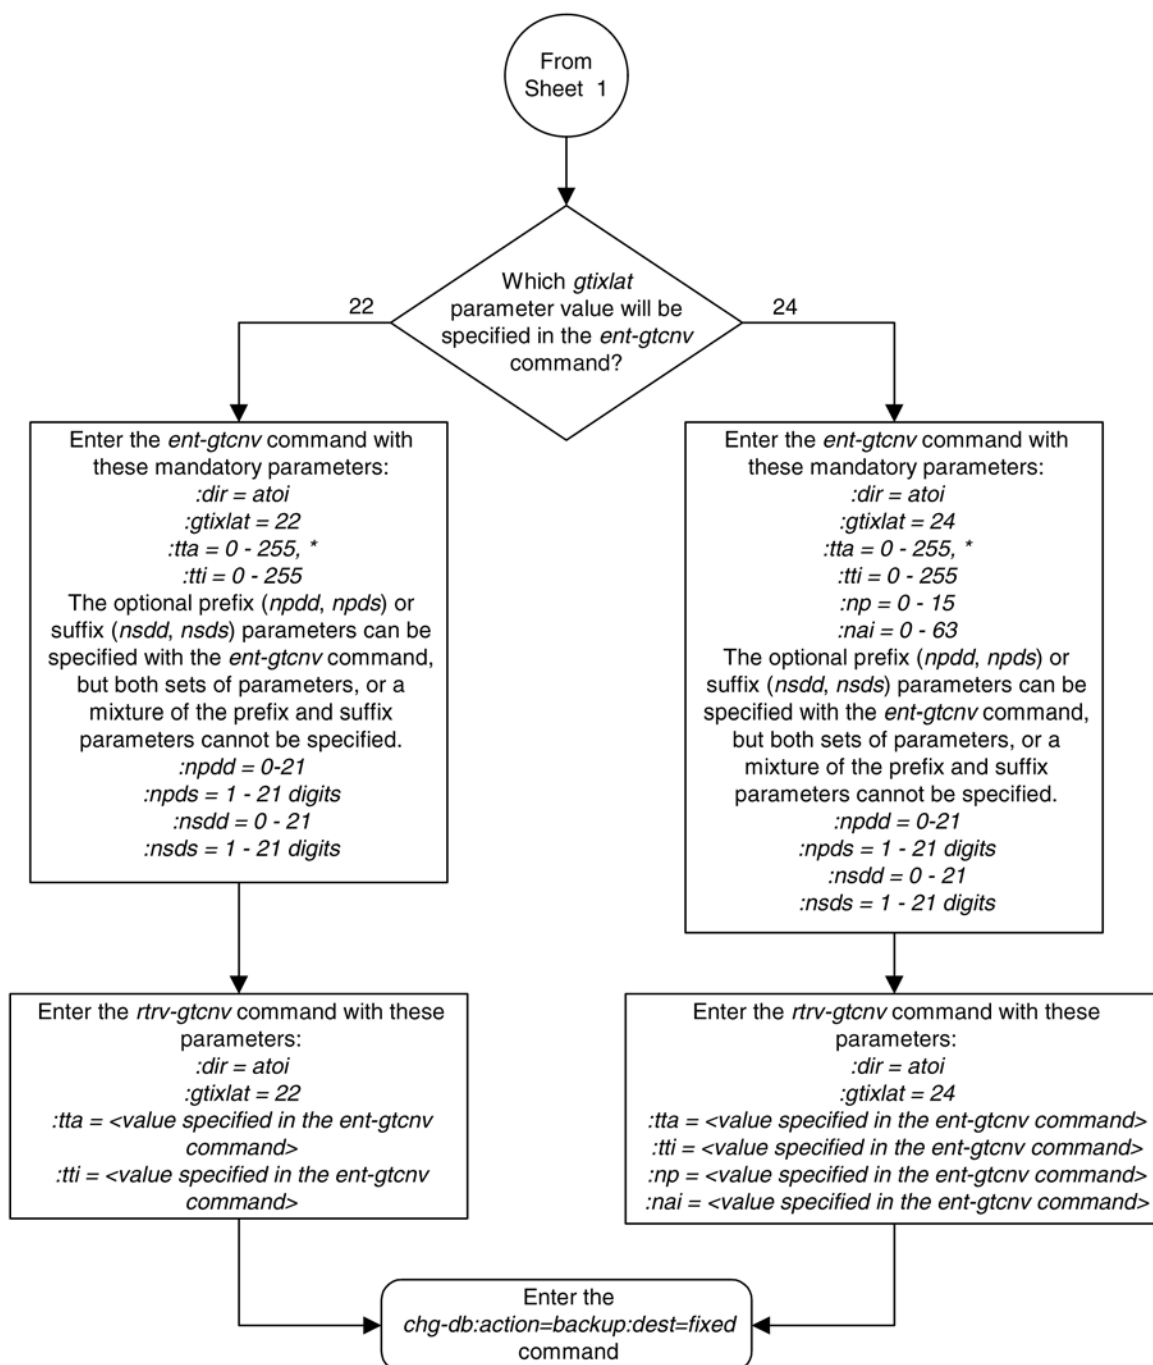 From
Sheet 1
Which gtixlat
parameter value will be
specified in the ent-gtcnv
command?
22
24
Enter the ent-gtcnv command with
these mandatory parameters:
:dir = atoi
:gtixlat = 22
:tta = 0 - 255, *
:tti = 0 - 255
The optional prefix (npdd, npds) or
suffix (nsdd, nsds) parameters can be
specified with the ent-gtcnv command,
but both sets of parameters, or a
mixture of the prefix and suffix
parameters cannot be specified.
:npdd = 0-21
:npds = 1 - 21 digits
:nsdd = 0 - 21
:nsds = 1 - 21 digits
Enter the ent-gtcnv command with
these mandatory parameters:
:dir = atoi
:gtixlat = 24
:tta = 0 - 255, *
:tti = 0 - 255
:np = 0 - 15
:nai = 0 - 63
The optional prefix (npdd, npds) or
suffix (nsdd, nsds) parameters can be
specified with the ent-gtcnv command,
but both sets of parameters, or a
mixture of the prefix and suffix
parameters cannot be specified.
:npdd = 0-21
:npds = 1 - 21 digits
:nsdd = 0 - 21
:nsds = 1 - 21 digits
Enter the rtrv-gtcnv command with these
parameters:
:dir = atoi
:gtixlat = 22
:tta = <value specified in the ent-gtcnv
command>
:tti = <value specified in the ent-gtcnv
command>
Enter the rtrv-gtcnv command with these
parameters:
:dir = atoi
:gtixlat = 24
:tta = <value specified in the ent-gtcnv command>
:tti = <value specified in the ent-gtcnv command>
:np = <value specified in the ent-gtcnv command>
:nai = <value specified in the ent-gtcnv command>
Enter the
chg-db:action=backup:dest=fixed
command